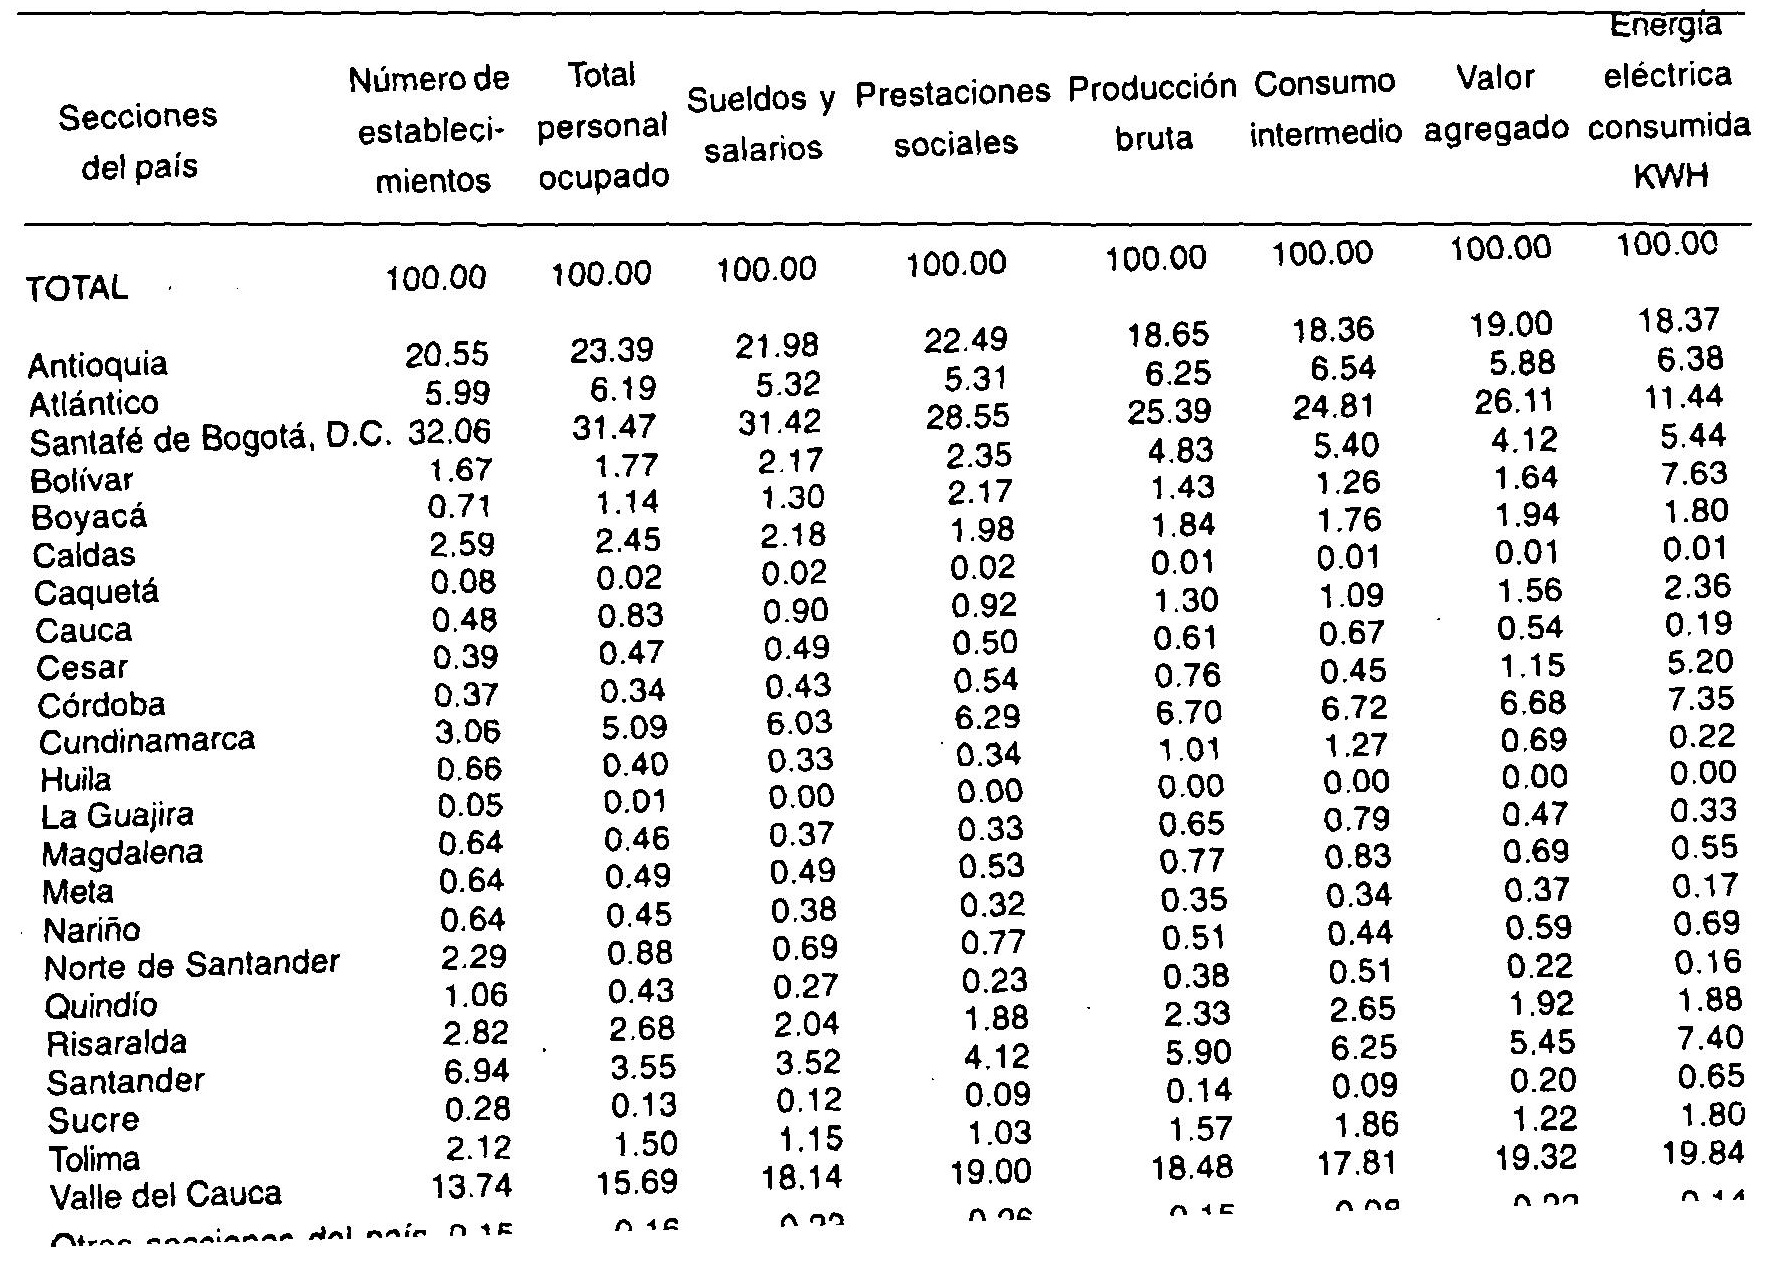 Secciones del país Número de estableci- mientos Total personal ocupado Sueldos y salarios Prestaciones sociales Producción bruta Consumo intermedio Valor agregado Energía eléctrica consumida KWH
TOTAL 100.00 100.00 100.00 100.00 100.00 100.00 100.00 100.00
Antioquia 20.55 23.39 21.98 22.49 18.65 18.36 19.00 18.37
Atlántico 5.99 6.19 5.32 5.31 6.25 6.54 5.88 6.38
Santafé de Bogotá, D.C. 32.06 31.47 31.42 28.55 25.39 24.81 26.11 11.44
Bolívar 1.67 1.77 2.17 2.35 4.83 5.40 4.12 5.44
Boyacá 0.71 1.14 1.30 2.17 1.43 1.26 1.64 7.63
Caldas 2.59 2.45 2.18 1.98 1.84 1.76 1.94 1.80
Caquetá 0.08 0.02 0.02 0.02 0.01 0.01 0.01 0.01
Cauca 0.48 0.83 0.90 0.92 1.30 1.09 1.56 2.36
Cesar 0.39 0.47 0.49 0.50 0.61 0.67 0.54 0.19
Córdoba 0.37 0.34 0.43 0.54 0.76 0.45 1.15 5.20
Cundinamarca 3.06 5.09 6.03 6.29 6.70 6.72 6.68 7.35
Huila 0.66 0.40 0.33 0.34 1.01 1.27 0.69 0.22
La Guajira 0.05 0.01 0.00 0.00 0.00 0.00 0.00 0.00
Magdalena 0.64 0.46 0.37 0.33 0.65 0.79 0.47 0.33
Meta 0.64 0.49 0.49 0.53 0.77 0.83 0.69 0.55
Nariño 0.64 0.45 0.38 0.32 0.35 0.34 0.37 0.17
Norte de Santander 2.29 0.88 0.69 0.77 0.51 0.44 0.59 0.69
Quindío 1.06 0.43 0.27 0.23 0.38 0.51 0.22 0.16
Risaralda 2.82 2.68 2.04 1.88 2.33 2.65 1.92 1.88
Santander 6.94 3.55 3.52 4.12 5.90 6.25 5.45 7.40
Sucre 0.28 0.13 0.12 0.09 0.14 0.09 0.20 0.65
Tolima 2.12 1.50 1.15 1.03 1.57 1.86 1.22 1.80
Valle del Cauca 13.74 15.69 18.14 19.00 18.48 17.81 19.32 19.84
Otras secciones del país 0.15 0.16